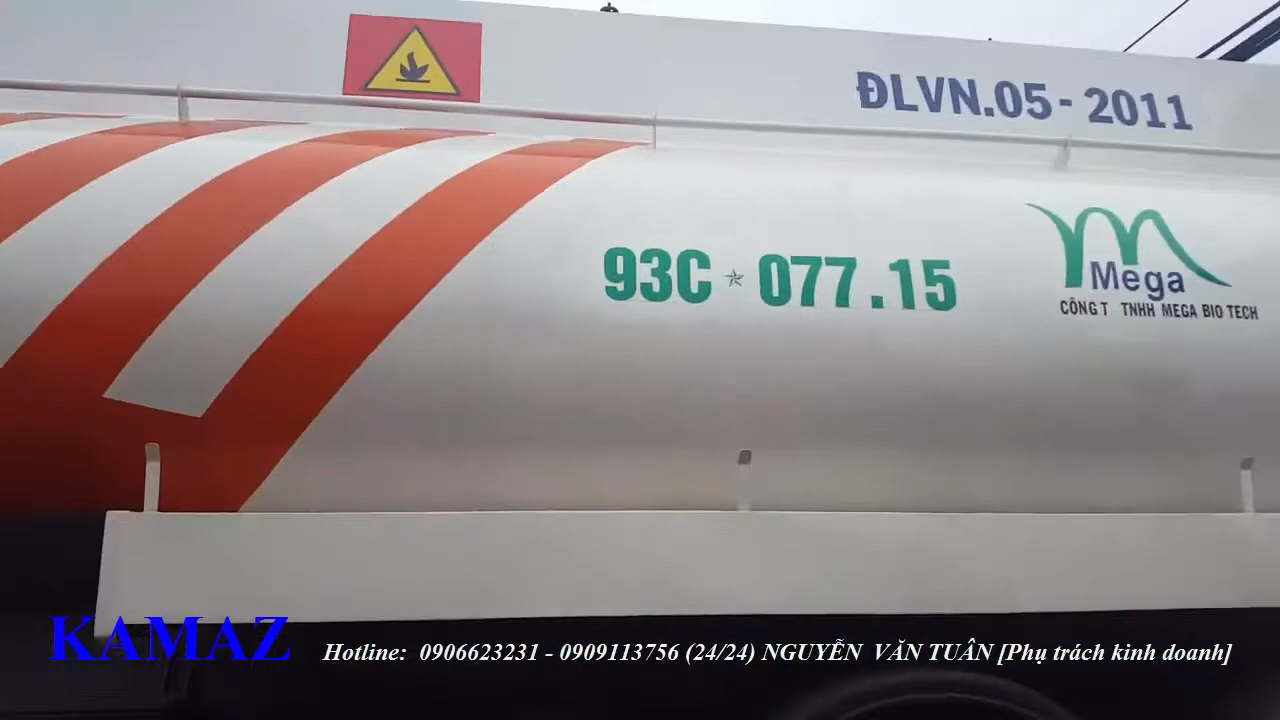 ĐLVN.05 - 2011
93C * 077.15
Mega
CÔNG T TNHH MEGA BIO TECH
KAMAZ
Hotline: 0906623231 - 0909113756 (24/24) NGUYỄN VĂN TUÂN [Phụ trách kinh doanh]